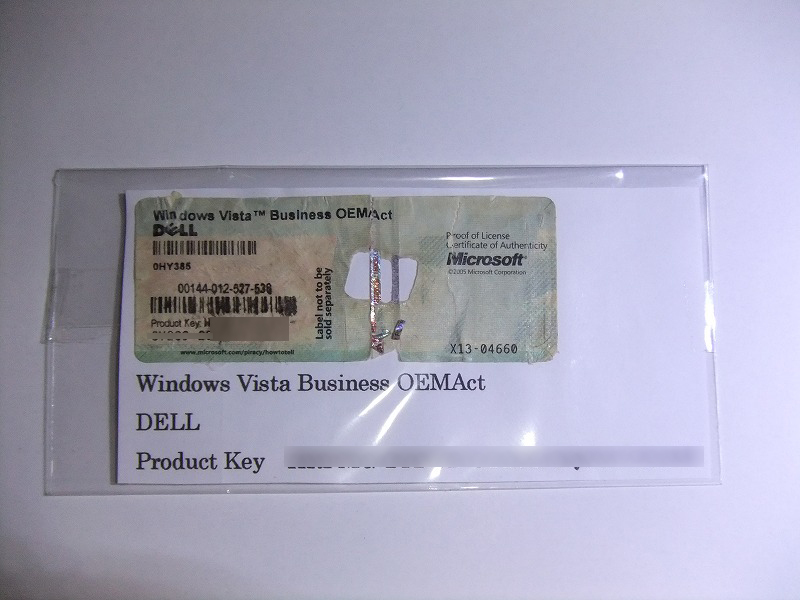 Windows Vista™ Business OEMAct
DELL
0HY385
00144-012-527-538
Product Key: W
www.microsoft.com/piracy/howtotell
Label not to be
sold separately
Proof of License
Certificate of Authenticity
Microsoft®
©2005 Microsoft Corporation
X13-04660
Windows Vista Business OEMAct
DELL
Product Key